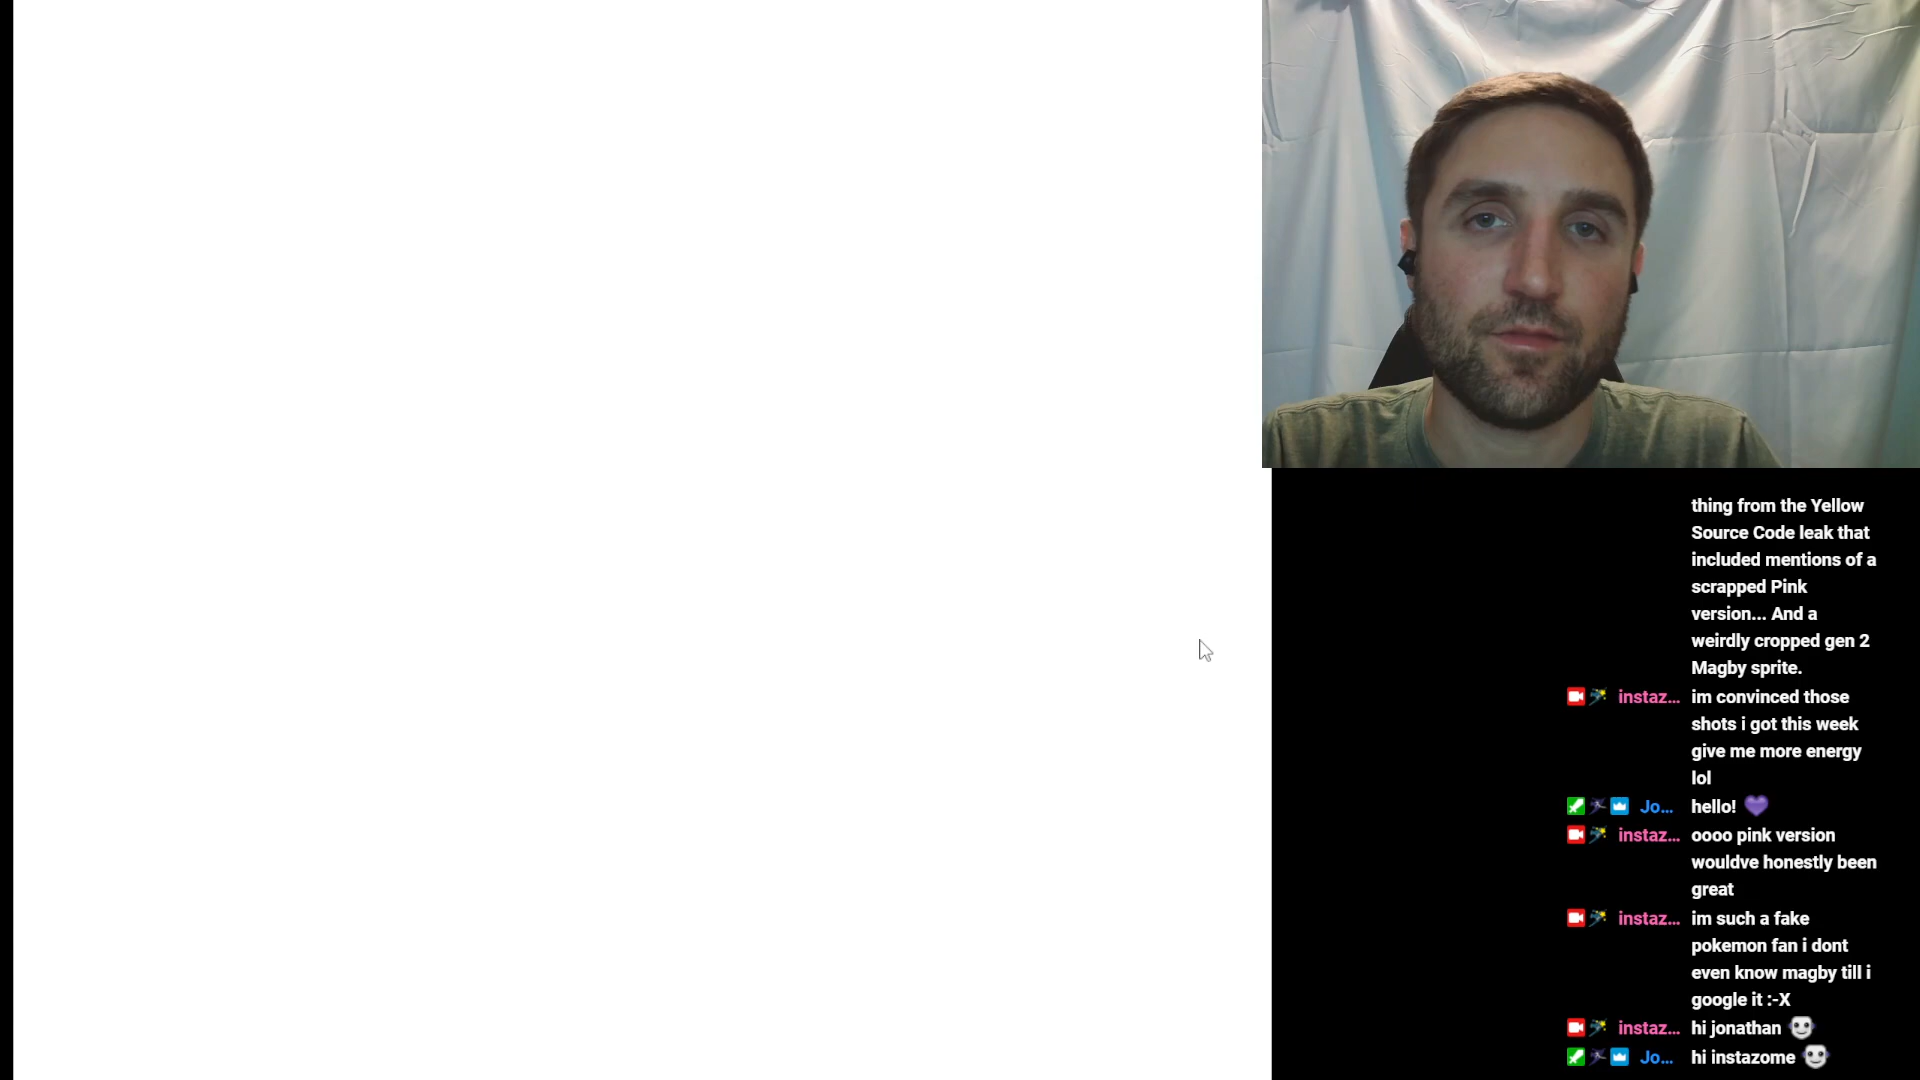 thing from the Yellow
Source Code leak that
included mentions of a
scrapped Pink
version... And a
weirdly cropped gen 2
Magby sprite.
instaz... im convinced those
shots i got this week
give me more energy
lol
Jo... hello!
instaz... oooo pink version
wouldve honestly been
great
instaz... im such a fake
pokemon fan i dont
even know magby till i
google it :-X
instaz... hi jonathan
Jo... hi instazome